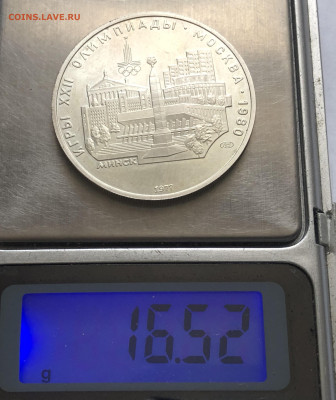 COINS.LAVE.RU
ИГРЫ XXII ОЛИМПИАДЫ · МОСКВА · 1980
МИНСК
1977
16.52
g